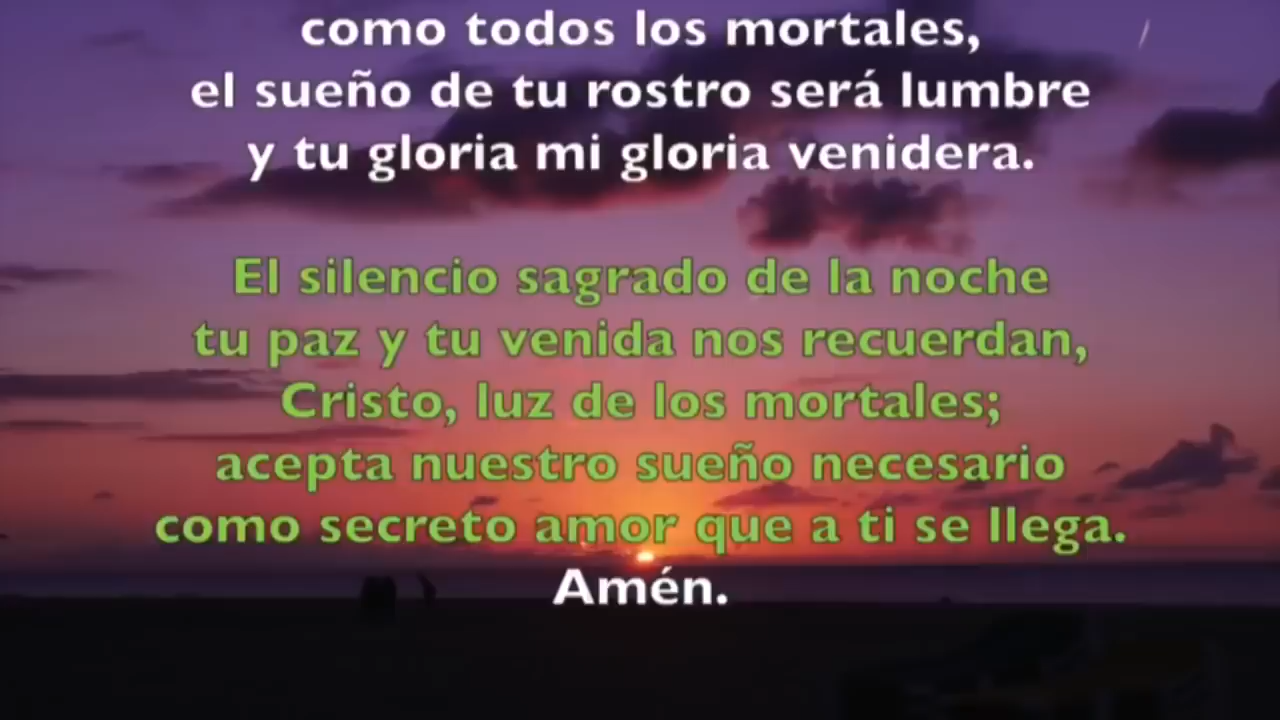 como todos los mortales,
el sueño de tu rostro será lumbre
y tu gloria mi gloria venidera.
El silencio sagrado de la noche
tu paz y tu venida nos recuerdan,
Cristo, luz de los mortales;
acepta nuestro sueño necesario
como secreto amor que a ti se llega.
Amén.